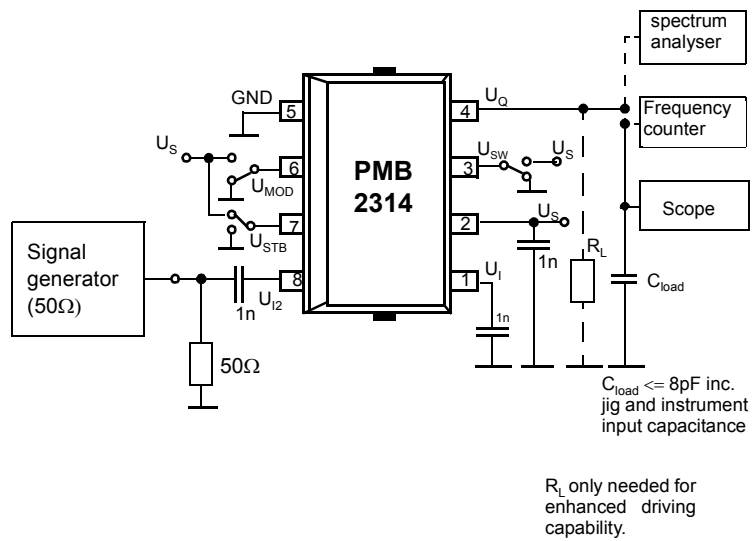 spectrum
analyser
GND
U_Q
5
4
Frequency
counter
U_S
PMB
2314
U_SW
U_S
6
3
U_MOD
Scope
7
2
U_S
U_STB
Signal
generator
(50Ω)
R_L
1n
8
1
U_I
C_load
U_I2
1n
1n
50Ω
C_load <= 8pF inc.
jig and instrument
input capacitance
R_L only needed for
enhanced driving
capability.